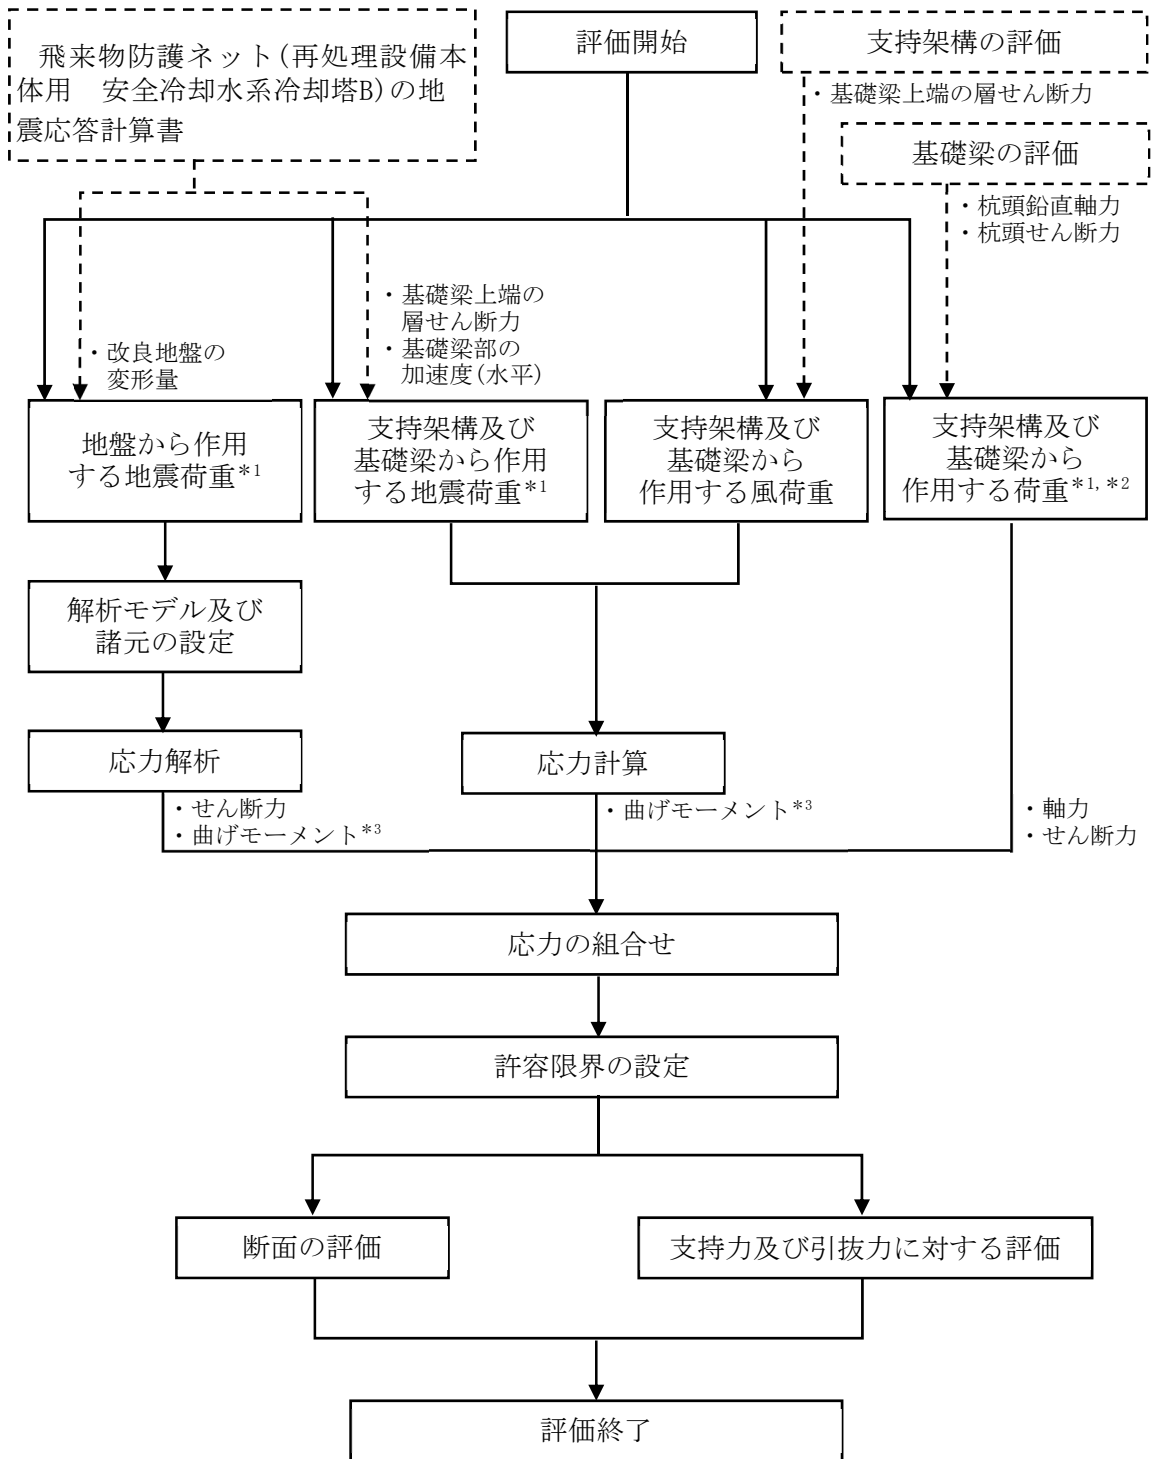 飛来物防護ネット(再処理設備本
体用　安全冷却水系冷却塔B)の地
震応答計算書
評価開始
支持架構の評価
・基礎梁上端の層せん断力
基礎梁の評価
・杭頭鉛直軸力
・杭頭せん断力
・改良地盤の
変形量
・基礎梁上端の
層せん断力
・基礎梁部の
加速度(水平)
地盤から作用
する地震荷重*1
支持架構及び
基礎梁から作用
する地震荷重*1
支持架構及び
基礎梁から
作用する風荷重
支持架構及び
基礎梁から
作用する荷重*1,*2
解析モデル及び
諸元の設定
応力解析
・せん断力
・曲げモーメント*3
応力計算
・曲げモーメント*3
・軸力
・せん断力
応力の組合せ
許容限界の設定
断面の評価
支持力及び引抜力に対する評価
評価終了